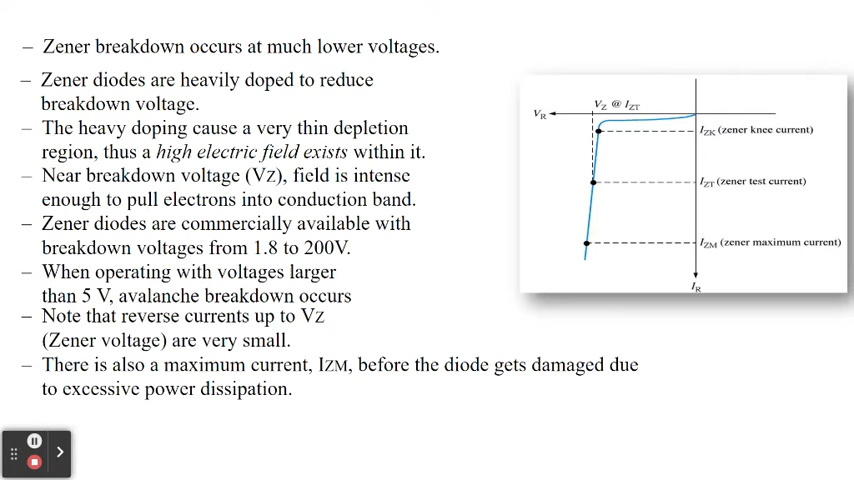 – Zener breakdown occurs at much lower voltages.
– Zener diodes are heavily doped to reduce
breakdown voltage.
– The heavy doping cause a very thin depletion
region, thus a high electric field exists within it.
– Near breakdown voltage (VZ), field is intense
enough to pull electrons into conduction band.
– Zener diodes are commercially available with
breakdown voltages from 1.8 to 200V.
– When operating with voltages larger
than 5 V, avalanche breakdown occurs
– Note that reverse currents up to VZ
(Zener voltage) are very small.
– There is also a maximum current, IZM, before the diode gets damaged due
to excessive power dissipation.
VZ @ IZT
VR
IZK (zener knee current)
IZT (zener test current)
IZM (zener maximum current)
IR